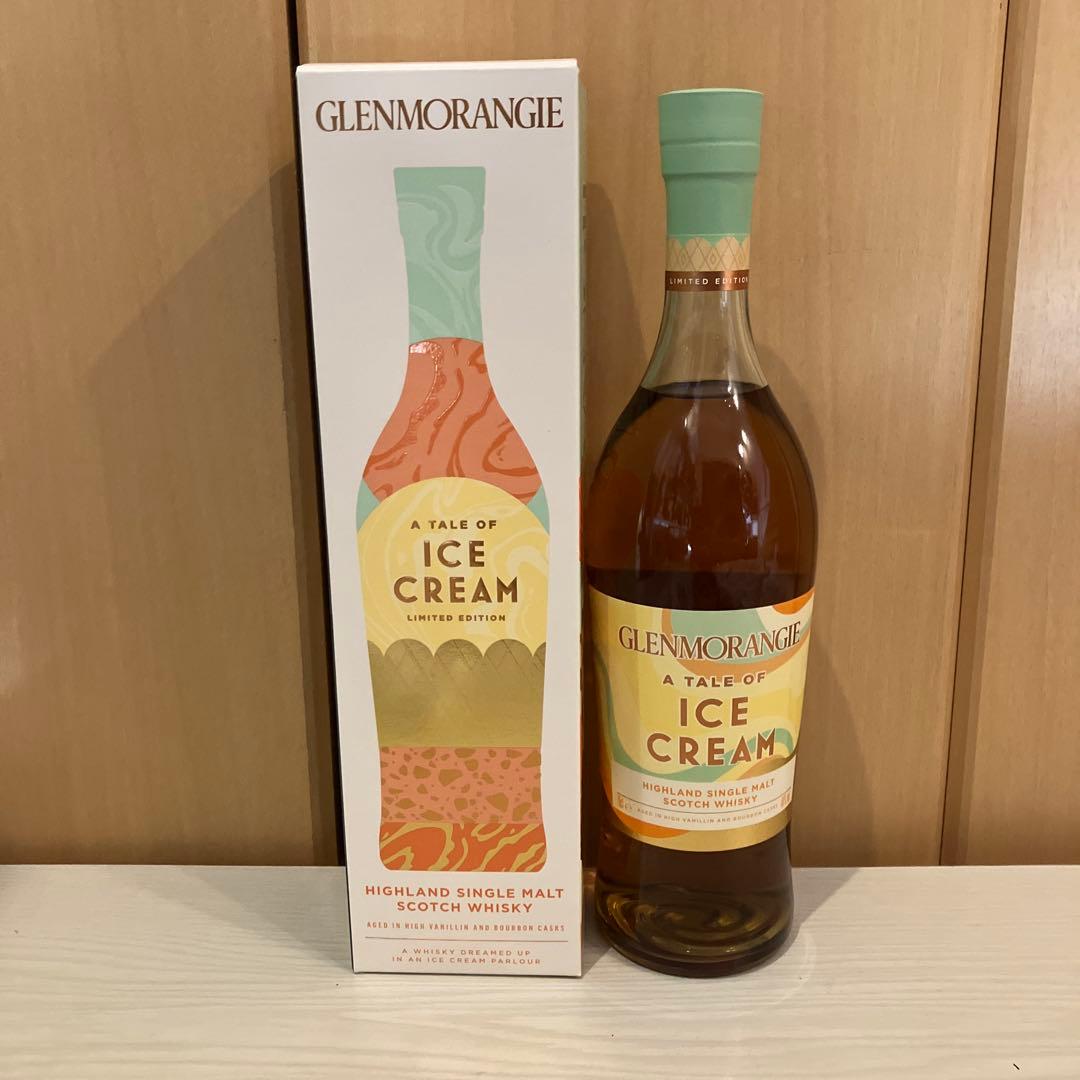 GLENMORANGIE
A TALE OF
ICE
CREAM
LIMITED EDITION
HIGHLAND SINGLE MALT
SCOTCH WHISKY
AGED IN HIGH VANILLIN AND BOURBON CASKS
A WHISKY DREAMED UP
IN AN ICE CREAM PARLOUR
LIMITED EDITION
GLENMORANGIE
A TALE OF
ICE
CREAM
HIGHLAND SINGLE MALT
SCOTCH WHISKY
AGED IN HIGH VANILLIN AND BOURBON CASKS